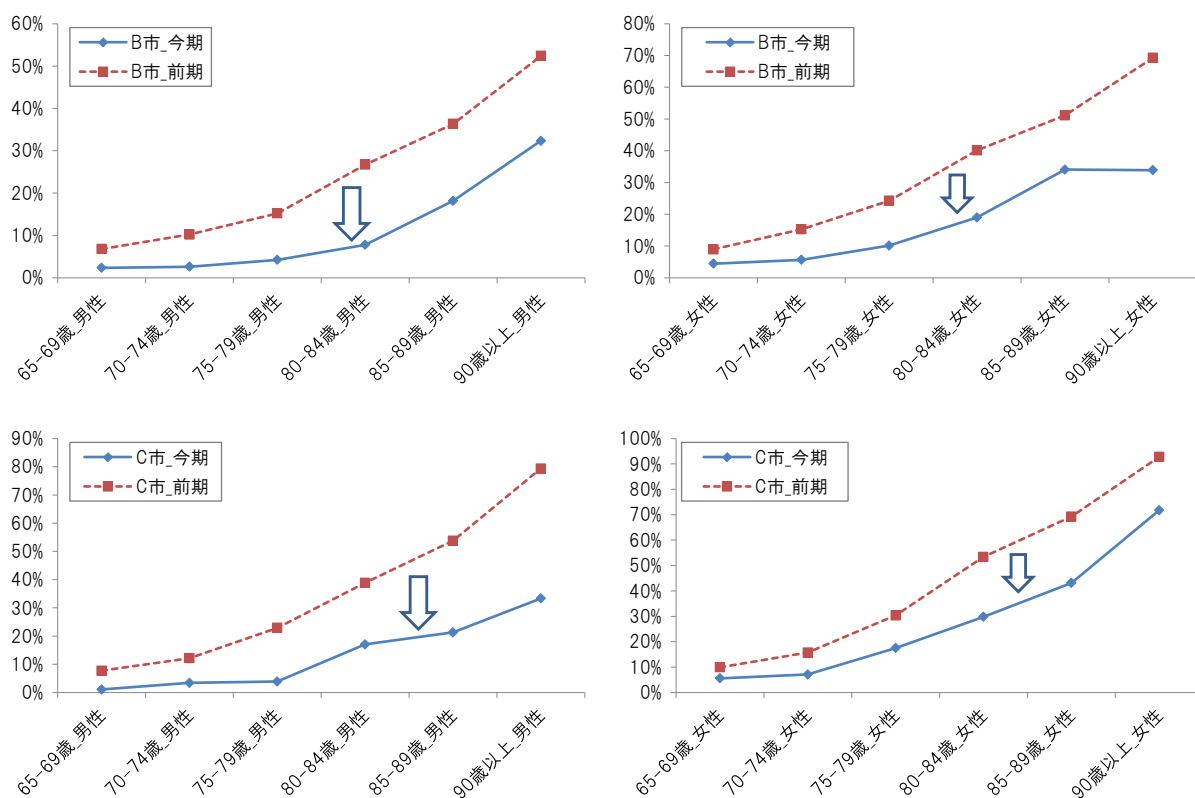 60%
50%
40%
30%
20%
10%
0%
B市_今期
B市_前期
65-69歳_男性
70-74歳_男性
75-79歳_男性
80-84歳_男性
85-89歳_男性
90歳以上_男性
80%
70%
60%
50%
40%
30%
20%
10%
0%
B市_今期
B市_前期
65-69歳_女性
70-74歳_女性
75-79歳_女性
80-84歳_女性
85-89歳_女性
90歳以上_女性
90%
80%
70%
60%
50%
40%
30%
20%
10%
0%
C市_今期
C市_前期
65-69歳_男性
70-74歳_男性
75-79歳_男性
80-84歳_男性
85-89歳_男性
90歳以上_男性
100%
90%
80%
70%
60%
50%
40%
30%
20%
10%
0%
C市_今期
C市_前期
65-69歳_女性
70-74歳_女性
75-79歳_女性
80-84歳_女性
85-89歳_女性
90歳以上_女性